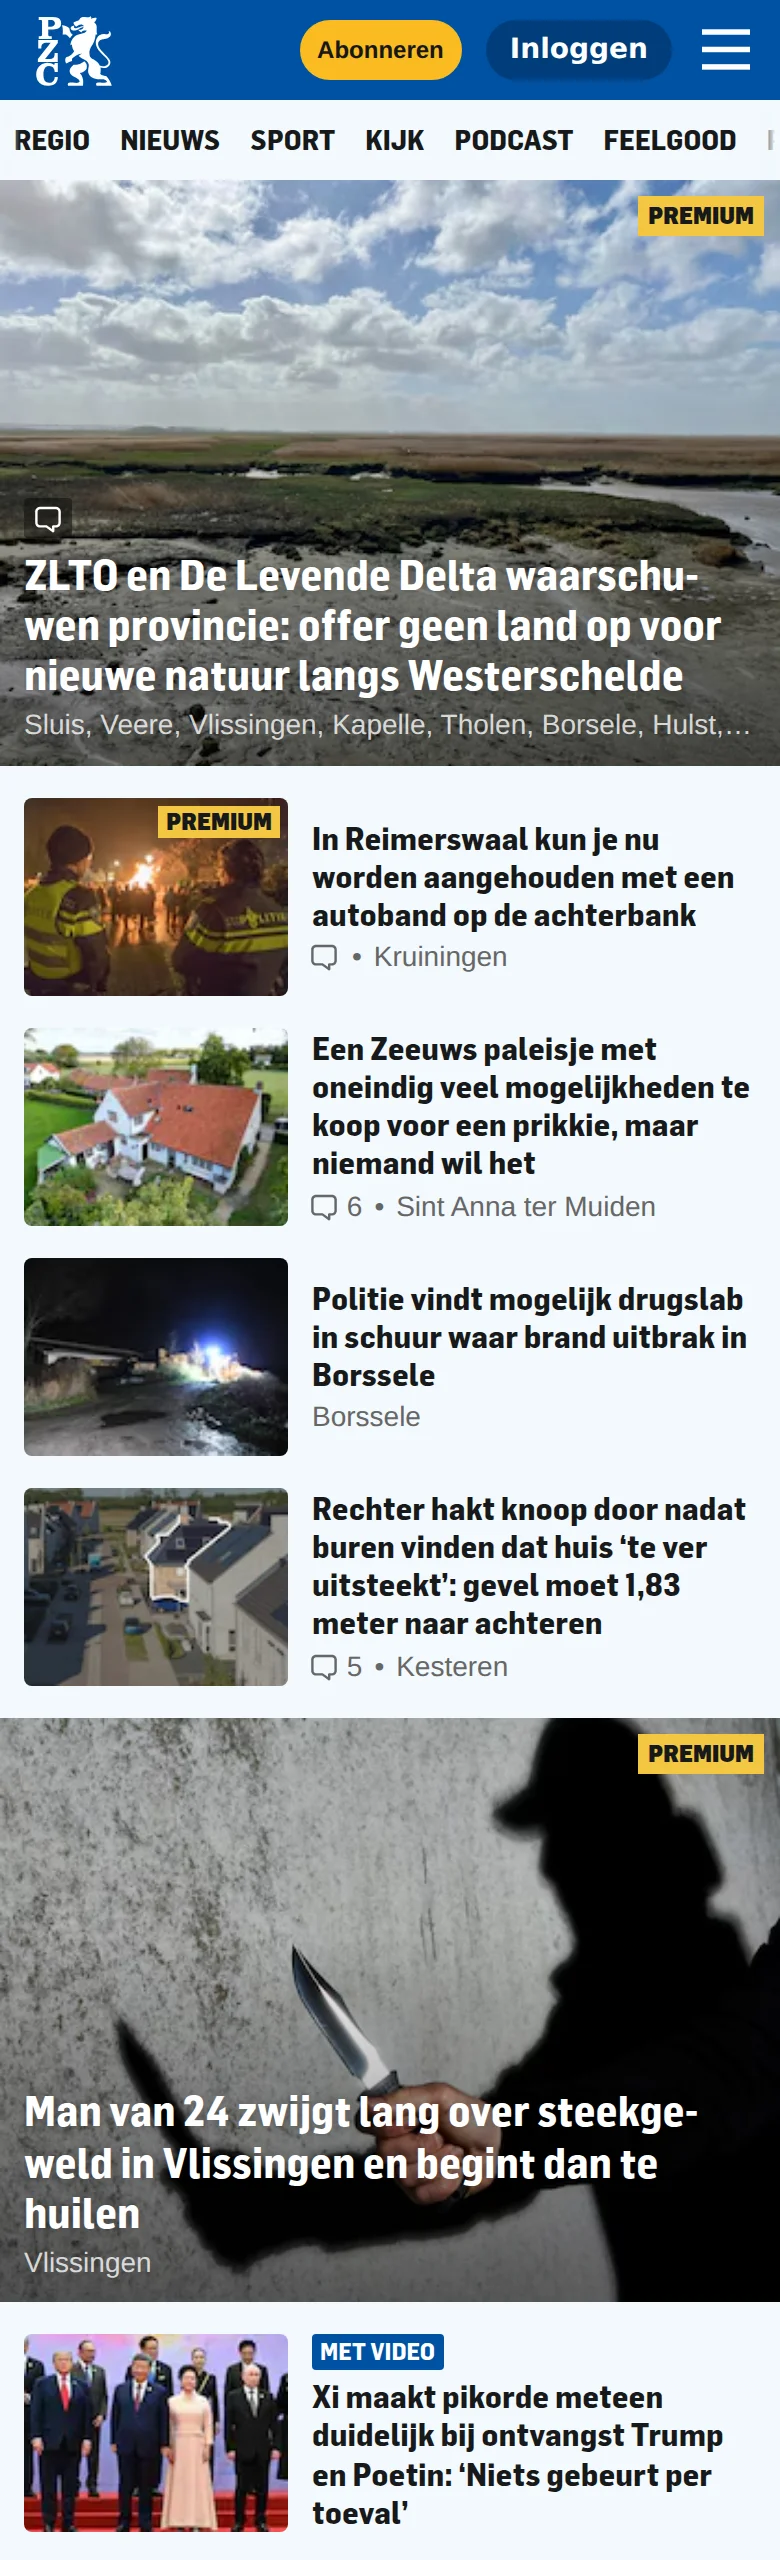 PZC
Abonneren
Inloggen
REGIO NIEUWS SPORT KIJK PODCAST FEELGOOD
PREMIUM
ZLTO en De Levende Delta waarschu-
wen provincie: offer geen land op voor
nieuwe natuur langs Westerschelde
Sluis, Veere, Vlissingen, Kapelle, Tholen, Borsele, Hulst,…
PREMIUM
In Reimerswaal kun je nu
worden aangehouden met een
autoband op de achterbank
• Kruiningen
Een Zeeuws paleisje met
oneindig veel mogelijkheden te
koop voor een prikkie, maar
niemand wil het
6 • Sint Anna ter Muiden
Politie vindt mogelijk drugslab
in schuur waar brand uitbrak in
Borssele
Borssele
Rechter hakt knoop door nadat
buren vinden dat huis ‘te ver
uitsteekt’: gevel moet 1,83
meter naar achteren
5 • Kesteren
PREMIUM
Man van 24 zwijgt lang over steekge-
weld in Vlissingen en begint dan te
huilen
Vlissingen
MET VIDEO
Xi maakt pikorde meteen
duidelijk bij ontvangst Trump
en Poetin: ‘Niets gebeurt per
toeval’